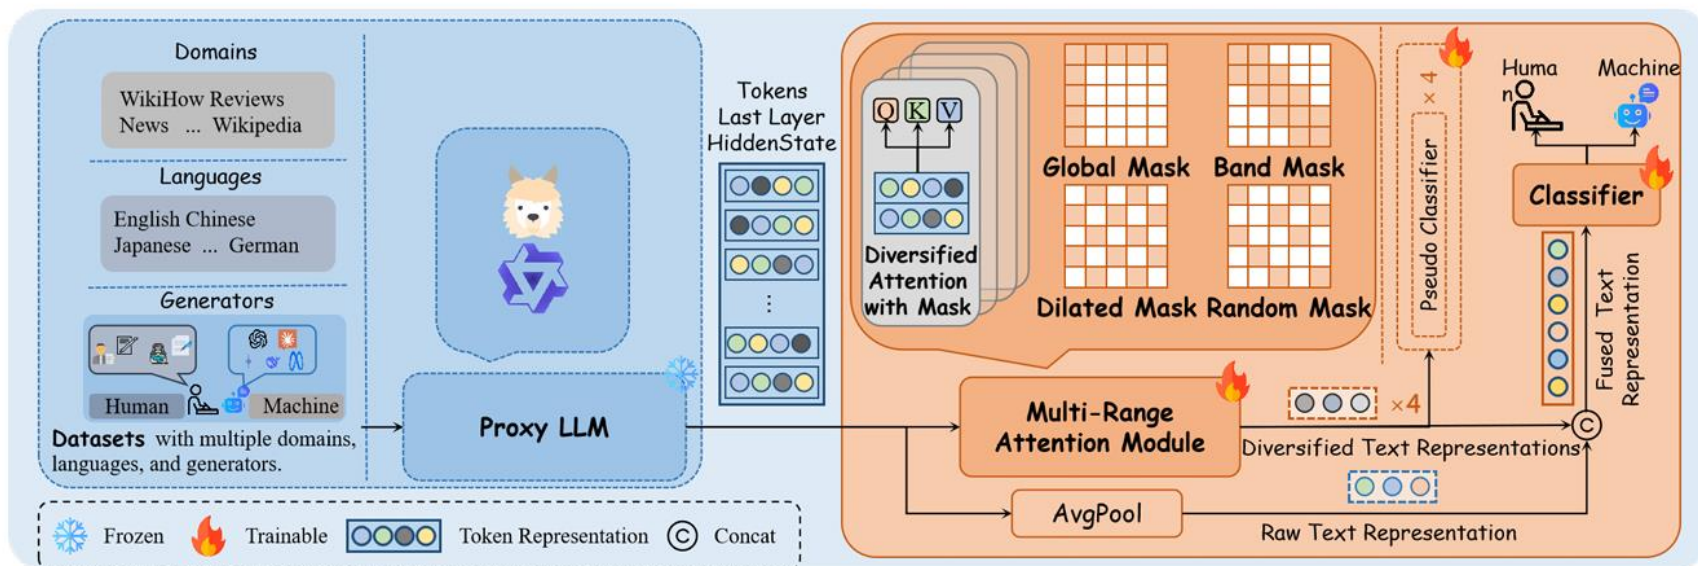 Domains
WikiHow Reviews
News ... Wikipedia
Languages
English Chinese
Japanese ... German
Generators
Human
Machine
Datasets with multiple domains,
languages, and generators.
Proxy LLM
Tokens
Last Layer
HiddenState
Q K V
Diversified
Attention
with Mask
Global Mask
Band Mask
Dilated Mask
Random Mask
Multi-Range
Attention Module
AvgPool
×4
Diversified Text Representations
Raw Text Representation
Pseudo Classifier × 4
Huma
n
Machine
Classifier
Fused Text
Representation
C
Frozen
Trainable
Token Representation
C
Concat